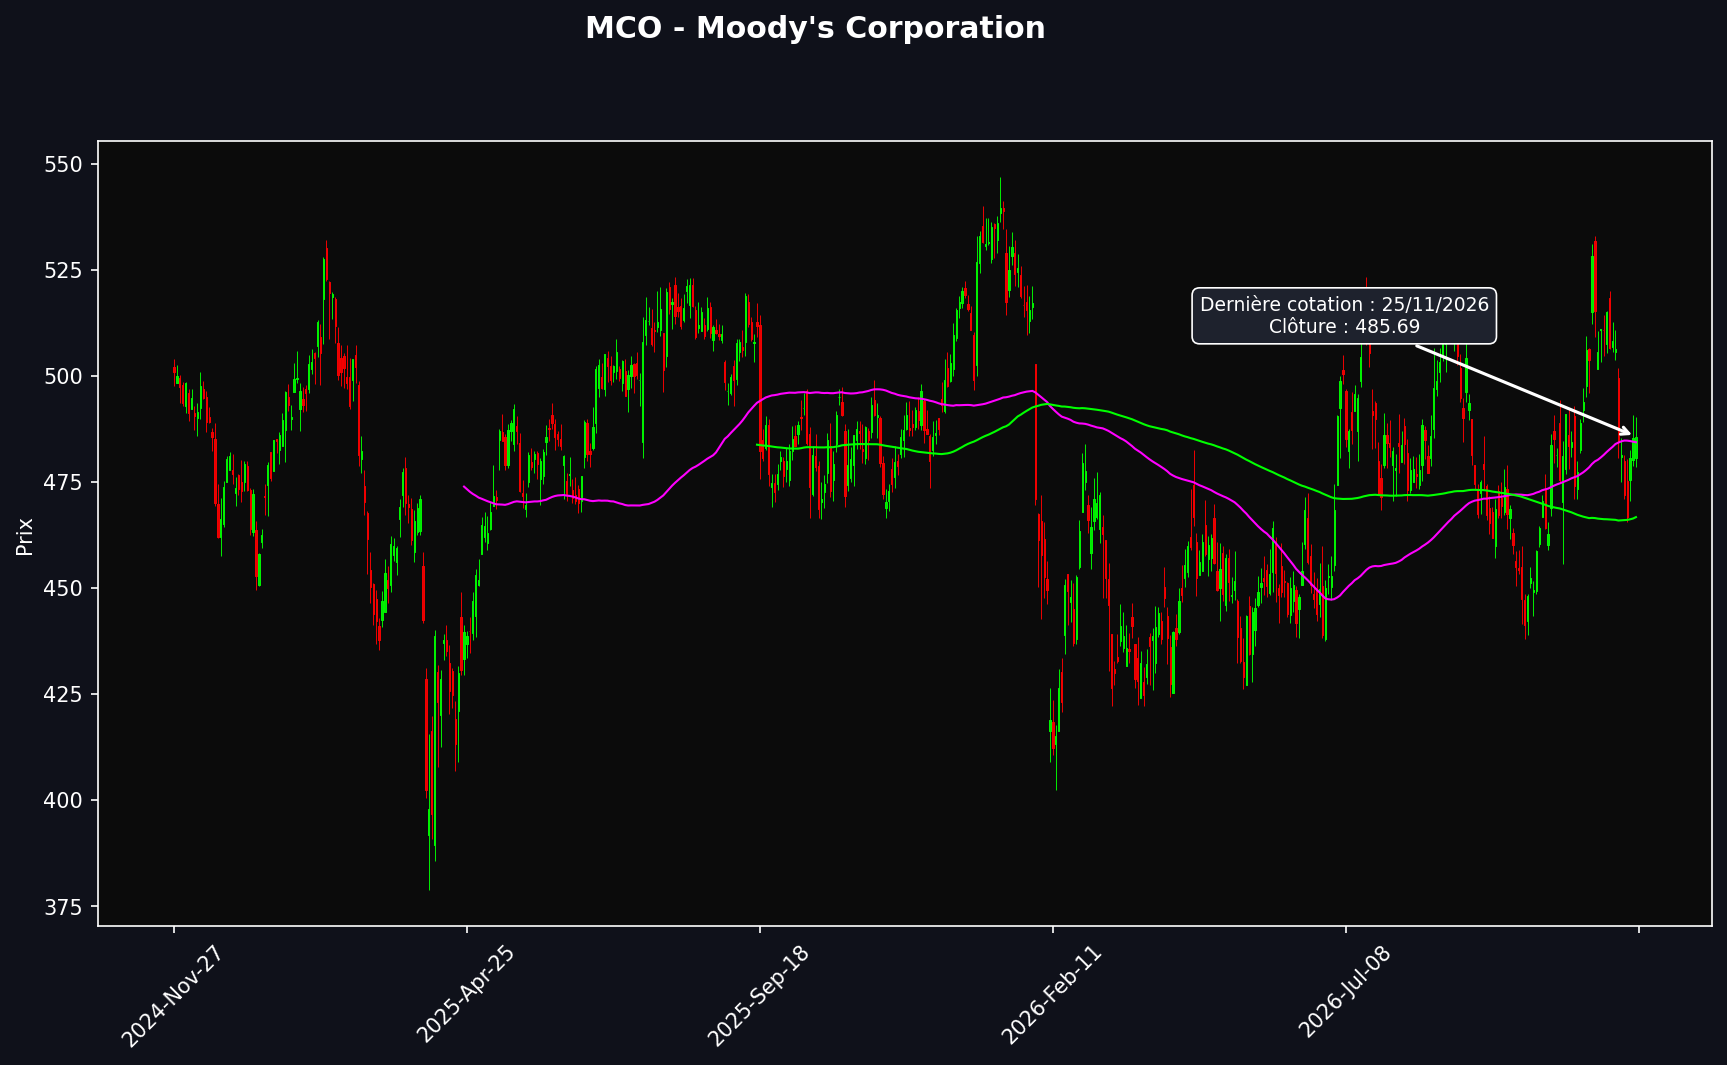 MCO - Moody's Corporation
550
525
500
475
450
425
400
375
Prix
Dernière cotation : 25/11/2026
Clôture : 485.69
2024-Nov-27
2025-Apr-25
2025-Sep-18
2026-Feb-11
2026-Jul-08